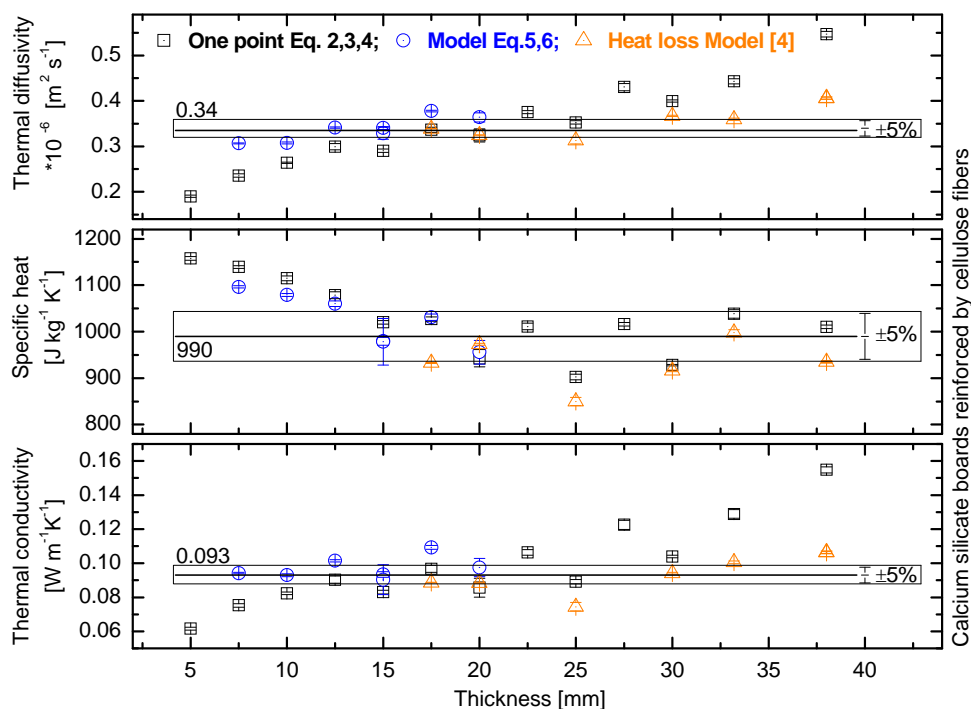 One point Eq. 2,3,4; Model Eq.5,6; Heat loss Model [4]
Thermal diffusivity
*10⁻⁶ [m² s⁻¹]
0.5
0.4
0.3
0.2
0.34
±5%
Specific heat
[J kg⁻¹ K⁻¹]
1200
1100
1000
900
800
990
±5%
Thermal conductivity
[W m⁻¹K⁻¹]
0.16
0.14
0.12
0.10
0.08
0.06
0.093
±5%
5 10 15 20 25 30 35 40
Thickness [mm]
Calcium silicate boards reinforced by cellulose fibers